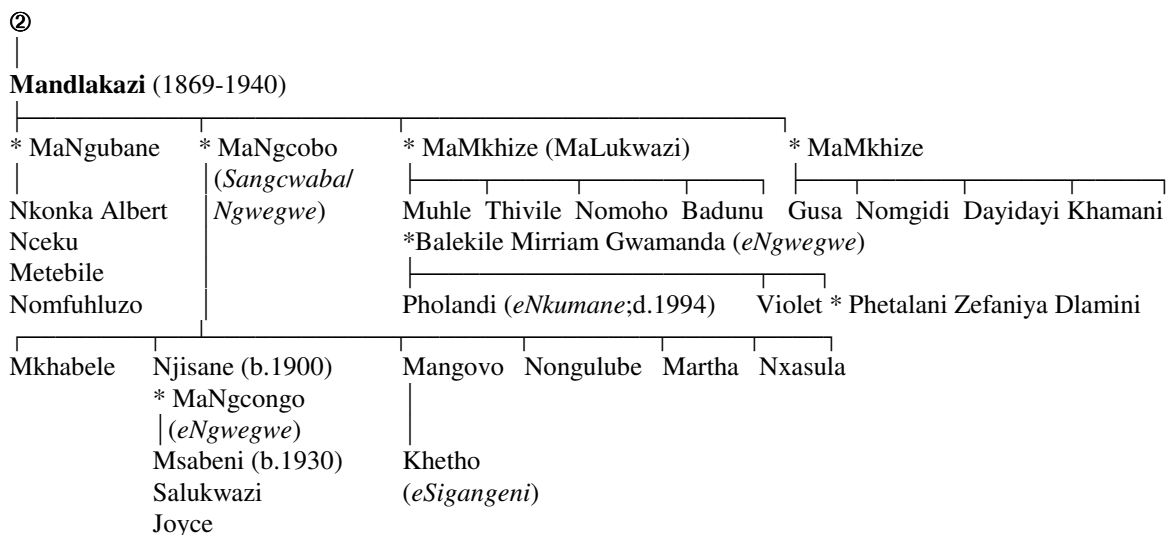 ②
Mandlakazi (1869-1940)
* MaNgubane * MaNgcobo * MaMkhize (MaLukwazi) * MaMkhize
(Sangcwaba/
Nkonka Albert Ngwegwe) Muhle Thivile Nomoho Badunu Gusa Nomgidi Dayidayi Khamani
Nceku *Balekile Mirriam Gwamanda (eNgwegwe)
Metebile
Nomfuhluzo Pholandi (eNkumane;d.1994) Violet * Phetalani Zefaniya Dlamini
Mkhabele Njisane (b.1900) Mangovo Nongulube Martha Nxasula
* MaNgcongo
(eNgwegwe)
Msabeni (b.1930) Khetho
Salukwazi (eSigangeni)
Joyce